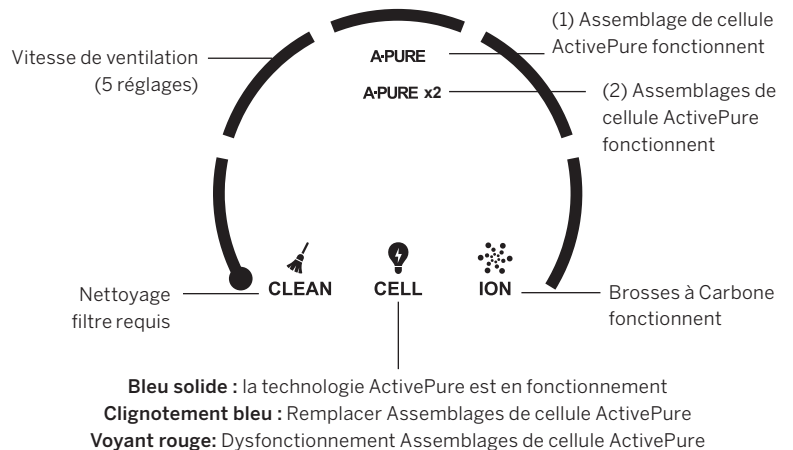 (1) Assemblage de cellule
ActivePure fonctionnent
Vitesse de ventilation
(5 réglages)
A·PURE
A·PURE x2
(2) Assemblages de
cellule ActivePure
fonctionnent
CLEAN
CELL
ION
Nettoyage
filtre requis
Brosses à Carbone
fonctionnent
Bleu solide : la technologie ActivePure est en fonctionnement
Clignotement bleu : Remplacer Assemblages de cellule ActivePure
Voyant rouge: Dysfonctionnement Assemblages de cellule ActivePure